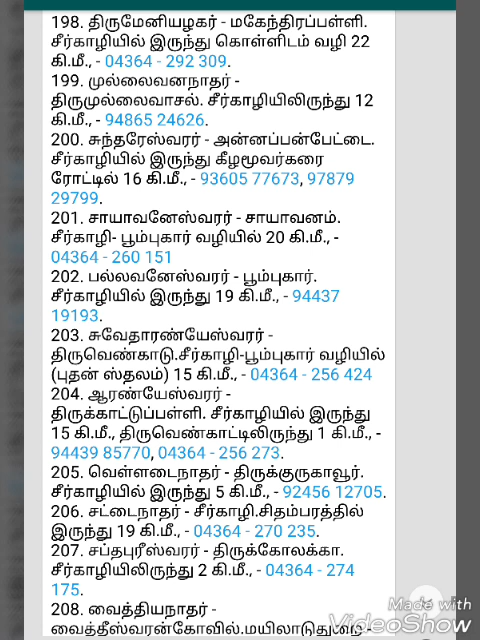 198. திருமேனியழகர் - மகேந்திரப்பள்ளி.
சீர்காழியில் இருந்து கொள்ளிடம் வழி 22
கி.மீ., - 04364 - 292 309.
199. முல்லைவனநாதர் -
திருமுல்லைவாசல். சீர்காழியிலிருந்து 12
கி.மீ., - 94865 24626.
200. சுந்தரேஸ்வரர் - அன்னப்பன்பேட்டை.
சீர்காழியில் இருந்து கீழமூவர்கரை
ரோட்டில் 16 கி.மீ., - 93605 77673, 97879
29799.
201. சாயாவனேஸ்வரர் - சாயாவனம்.
சீர்காழி- பூம்புகார் வழியில் 20 கி.மீ., -
04364 - 260 151
202. பல்லவனேஸ்வரர் - பூம்புகார்.
சீர்காழியில் இருந்து 19 கி.மீ., - 94437
19193.
203. சுவேதாரண்யேஸ்வரர் -
திருவெண்காடு.சீர்காழி-பூம்புகார் வழியில்
(புதன் ஸ்தலம்) 15 கி.மீ., - 04364 - 256 424
204. ஆரண்யேஸ்வரர் -
திருக்காட்டுப்பள்ளி. சீர்காழியில் இருந்து
15 கி.மீ., திருவெண்காட்டிலிருந்து 1 கி.மீ., -
94439 85770, 04364 - 256 273.
205. வெள்ளடைநாதர் - திருக்குருகாவூர்.
சீர்காழியில் இருந்து 5 கி.மீ., - 92456 12705.
206. சட்டைநாதர் - சீர்காழி.சிதம்பரத்தில்
இருந்து 19 கி.மீ., - 04364 - 270 235.
207. சப்தபுரீஸ்வரர் - திருக்கோலக்கா.
சீர்காழியிலிருந்து 2 கி.மீ., - 04364 - 274
175.
208. வைத்தியநாதர் -
வைத்தீஸ்வரன்கோவில்.மயிலாடுதுறை -
Made with
VideoShow